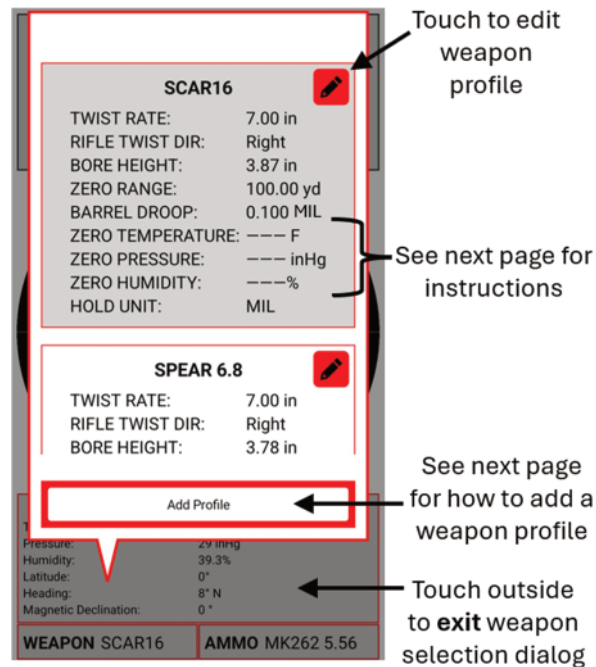 Touch to edit
weapon
profile
SCAR16
TWIST RATE: 7.00 in
RIFLE TWIST DIR: Right
BORE HEIGHT: 3.87 in
ZERO RANGE: 100.00 yd
BARREL DROOP: 0.100 MIL
ZERO TEMPERATURE: ––– F
ZERO PRESSURE: ––– inHg
ZERO HUMIDITY: –––%
HOLD UNIT: MIL
See next page for
instructions
SPEAR 6.8
TWIST RATE: 7.00 in
RIFLE TWIST DIR: Right
BORE HEIGHT: 3.78 in
Add Profile
See next page
for how to add a
weapon profile
Pressure: 29 inHg
Humidity: 39.3%
Latitude: 0°
Heading: 8° N
Magnetic Declination: 0 °
Touch outside
to exit weapon
selection dialog
WEAPON SCAR16 AMMO MK262 5.56